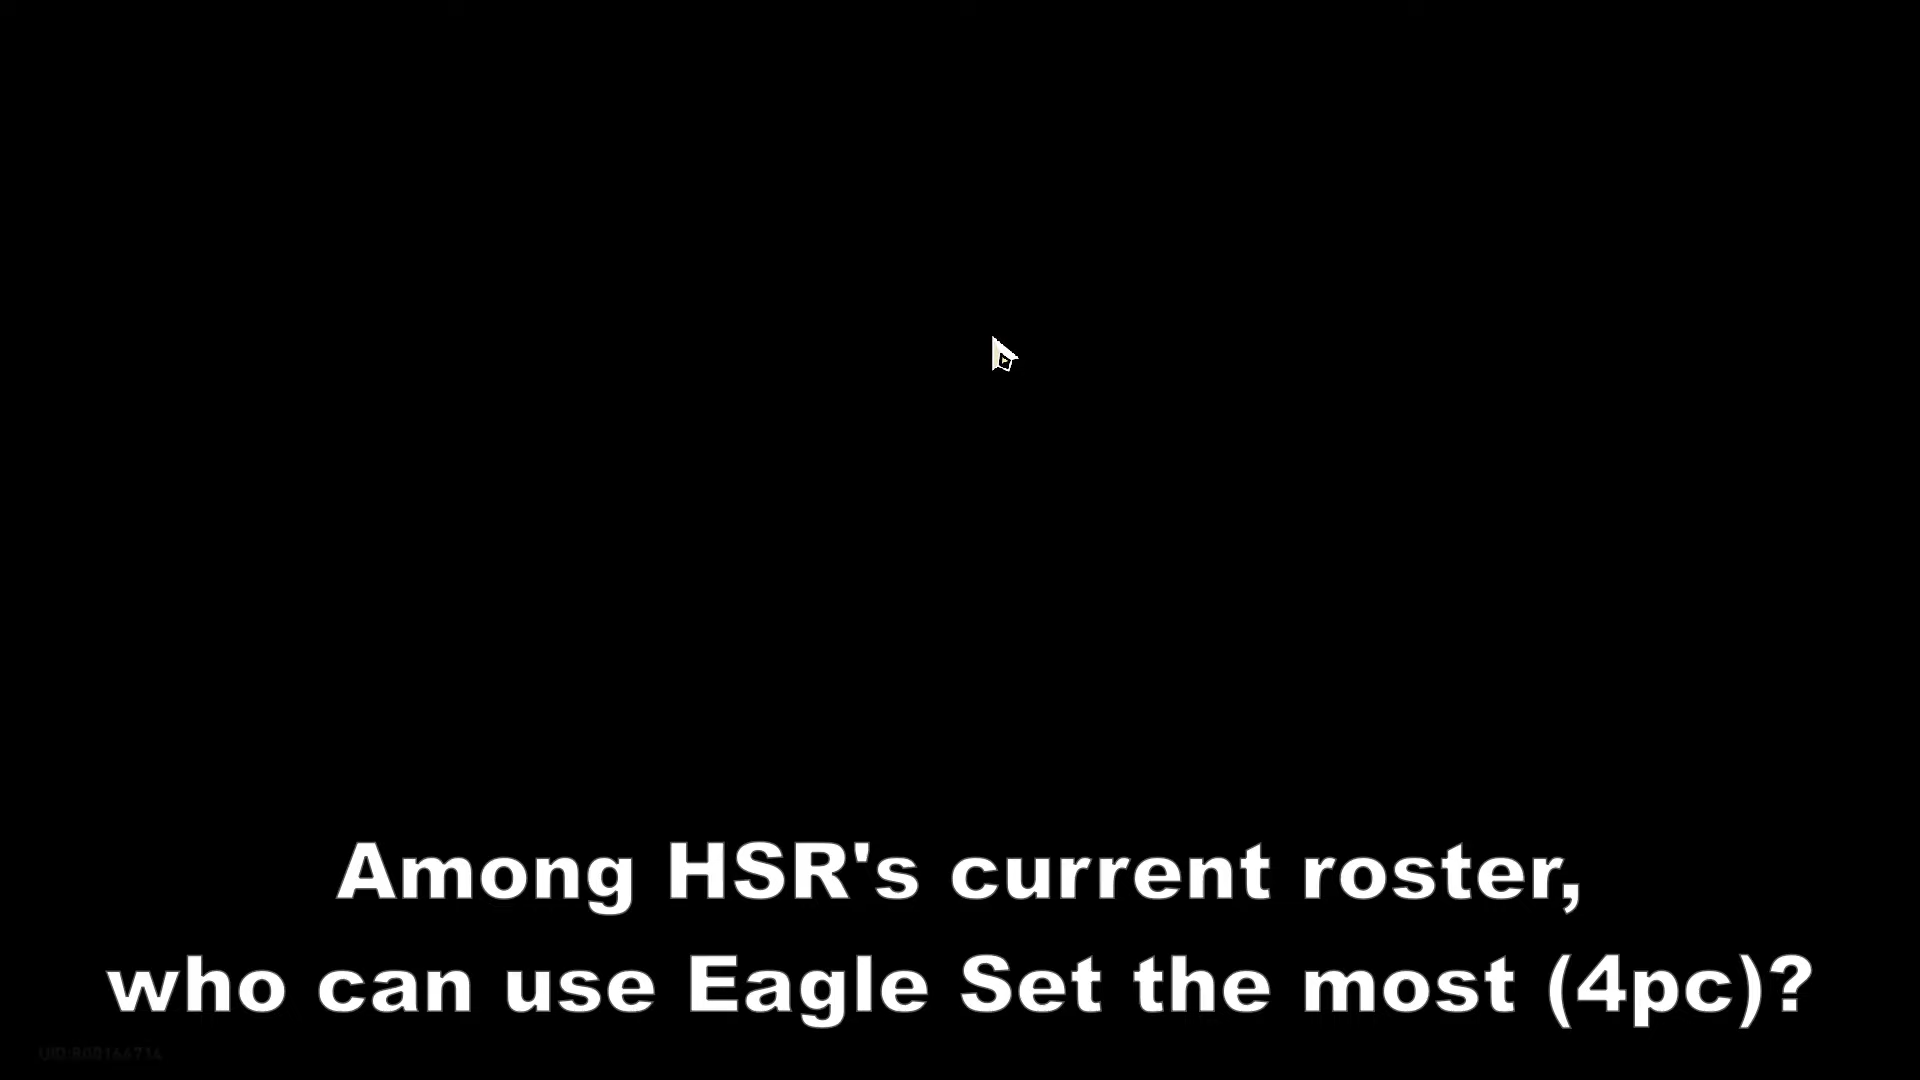 Among HSR's current roster,
who can use Eagle Set the most (4pc)?